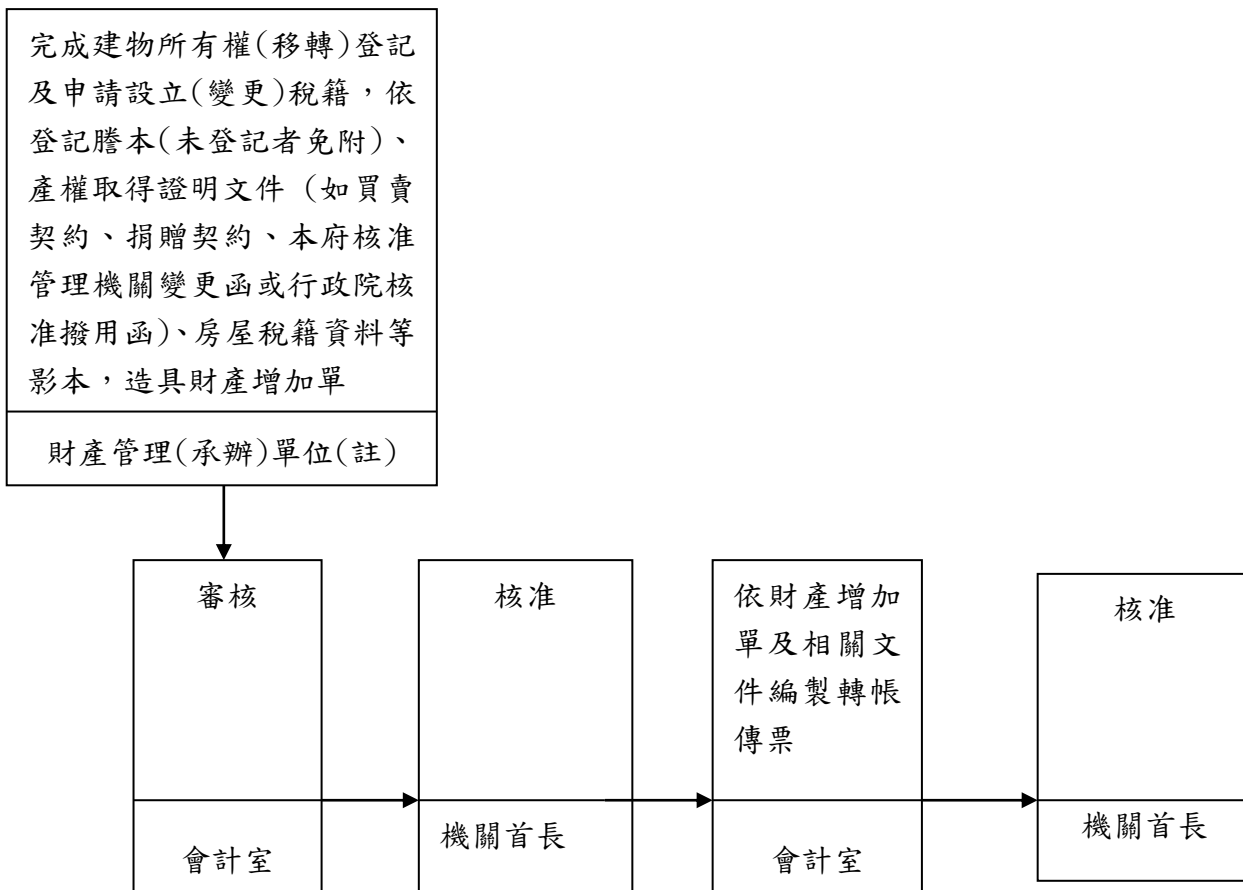 完成建物所有權(移轉)登記
及申請設立(變更)稅籍，依
登記謄本(未登記者免附)、
產權取得證明文件 (如買賣
契約、捐贈契約、本府核准
管理機關變更函或行政院核
准撥用函)、房屋稅籍資料等
影本，造具財產增加單
財產管理(承辦)單位(註)
審核
會計室
核准
機關首長
依財產增加
單及相關文
件編製轉帳
傳票
會計室
核准
機關首長